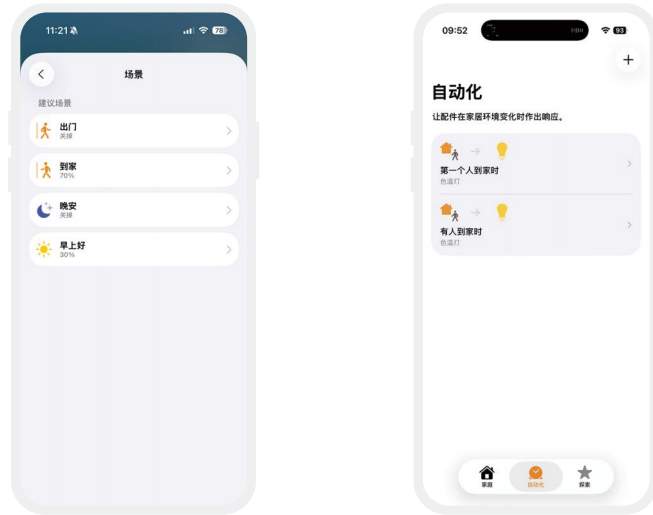 11:21
78
场景
建议场景
出门
关掉
到家
70%
晚安
关掉
早上好
30%
09:52
93
+
自动化
让配件在家居环境变化时作出响应。
第一个人到家时
色温灯
有人到家时
色温灯
家庭
自动化
探索